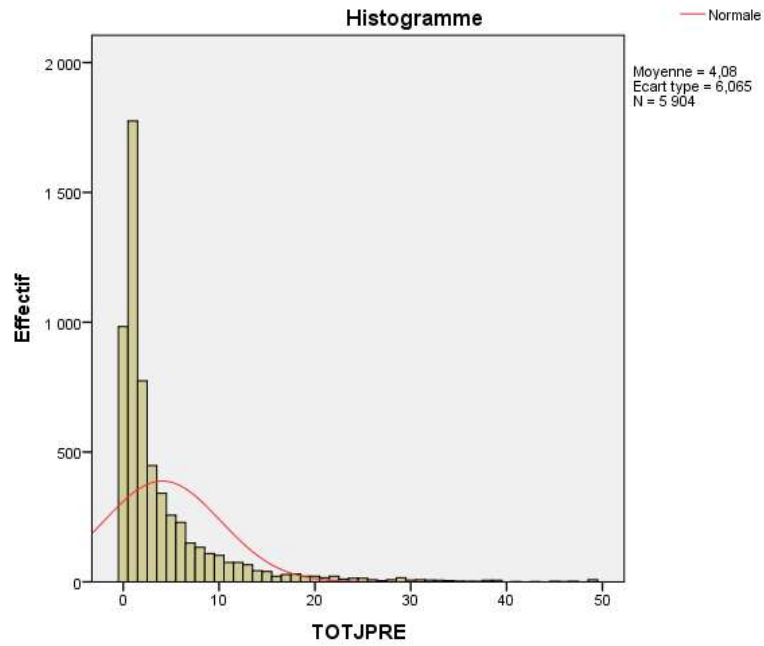 Histogramme
Normale
Moyenne = 4,08
Ecart type = 6,065
N = 5 904
2 000
1 500
1 000
500
0
Effectif
0 10 20 30 40 50
TOTJPRE